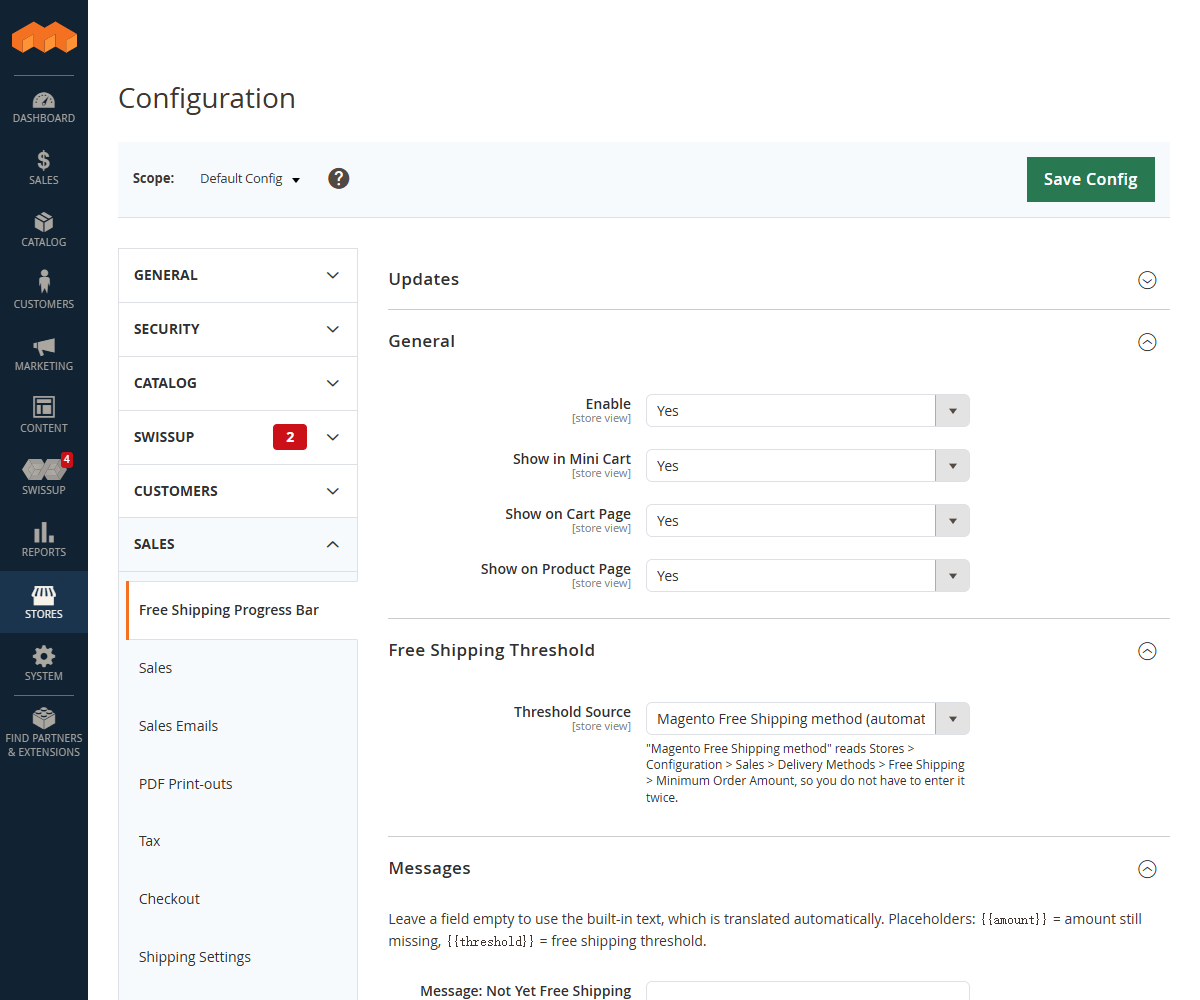 Configuration
Scope: Default Config ? Save Config
DASHBOARD
SALES
CATALOG
CUSTOMERS
MARKETING
CONTENT
4
SWISSUP
REPORTS
STORES
SYSTEM
FIND PARTNERS
& EXTENSIONS
GENERAL
SECURITY
CATALOG
SWISSUP 2
CUSTOMERS
SALES
Free Shipping Progress Bar
Sales
Sales Emails
PDF Print-outs
Tax
Checkout
Shipping Settings
Updates
General
Enable
[store view]
Yes
Show in Mini Cart
[store view]
Yes
Show on Cart Page
[store view]
Yes
Show on Product Page
[store view]
Yes
Free Shipping Threshold
Threshold Source
[store view]
Magento Free Shipping method (automat
"Magento Free Shipping method" reads Stores >
Configuration > Sales > Delivery Methods > Free Shipping
> Minimum Order Amount, so you do not have to enter it
twice.
Messages
Leave a field empty to use the built-in text, which is translated automatically. Placeholders: {{amount}} = amount still
missing, {{threshold}} = free shipping threshold.
Message: Not Yet Free Shipping